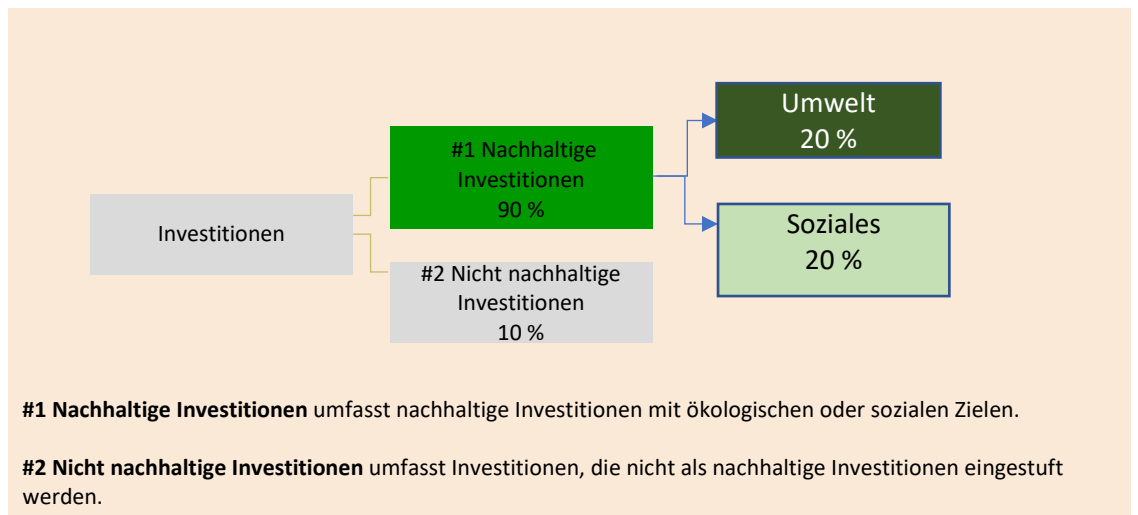 Investitionen
#1 Nachhaltige
Investitionen
90 %
#2 Nicht nachhaltige
Investitionen
10 %
Umwelt
20 %
Soziales
20 %
#1 Nachhaltige Investitionen umfasst nachhaltige Investitionen mit ökologischen oder sozialen Zielen.
#2 Nicht nachhaltige Investitionen umfasst Investitionen, die nicht als nachhaltige Investitionen eingestuft
werden.